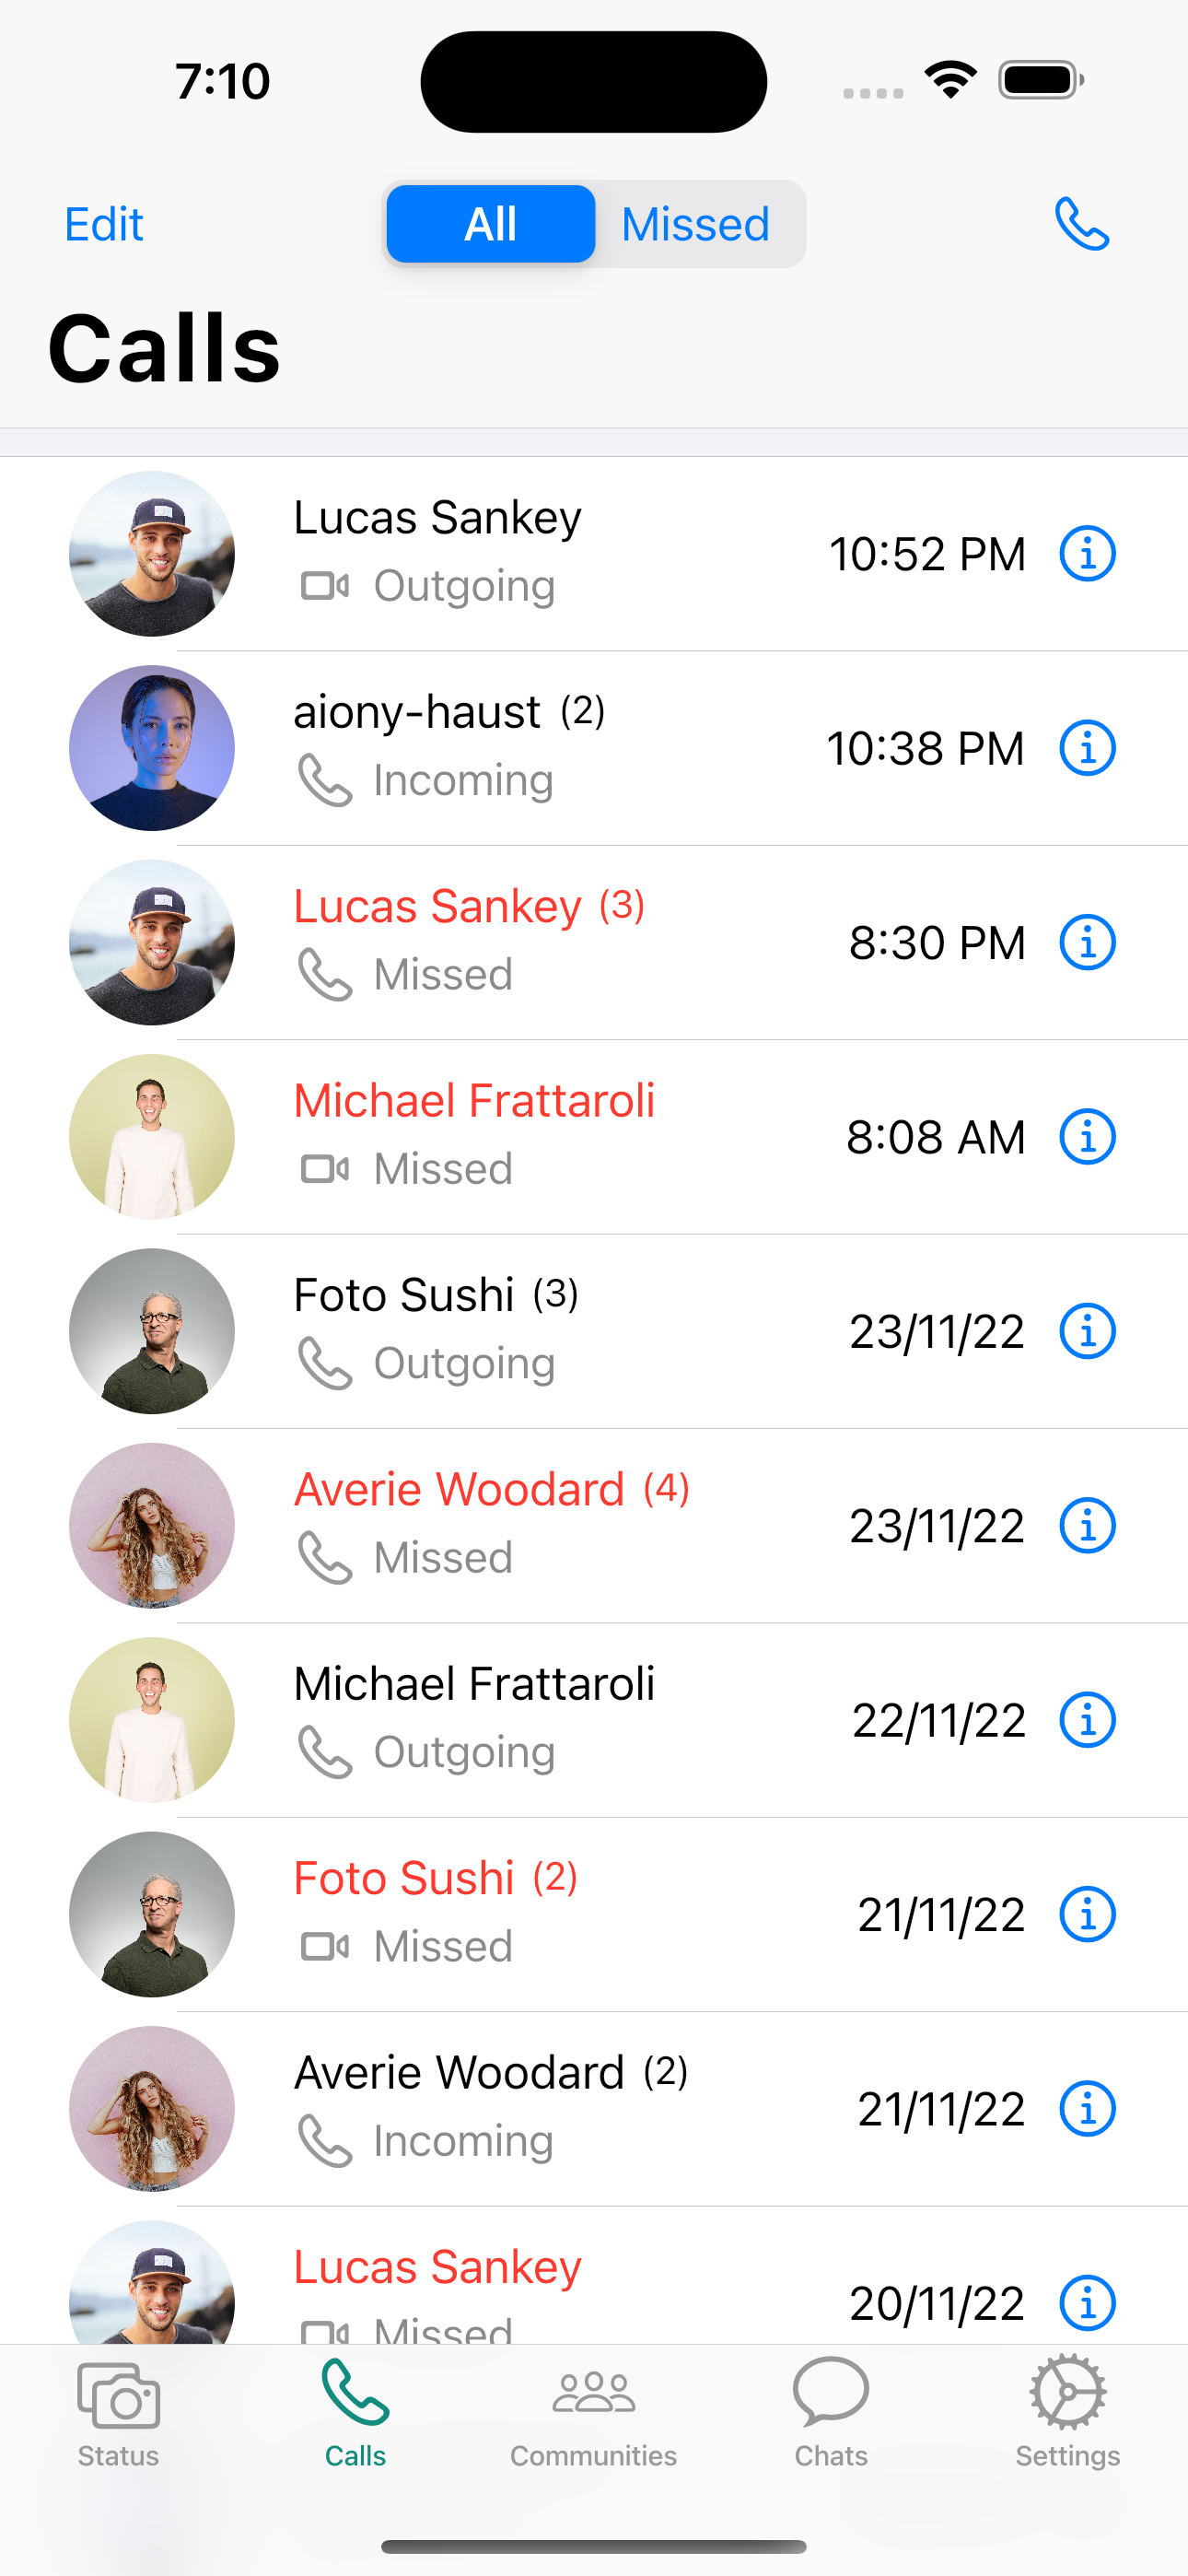 7:10
Edit All Missed
Calls
Lucas Sankey
Outgoing
10:52 PM
aiony-haust (2)
Incoming
10:38 PM
Lucas Sankey (3)
Missed
8:30 PM
Michael Frattaroli
Missed
8:08 AM
Foto Sushi (3)
Outgoing
23/11/22
Averie Woodard (4)
Missed
23/11/22
Michael Frattaroli
Outgoing
22/11/22
Foto Sushi (2)
Missed
21/11/22
Averie Woodard (2)
Incoming
21/11/22
Lucas Sankey
Missed
20/11/22
Status Calls Communities Chats Settings